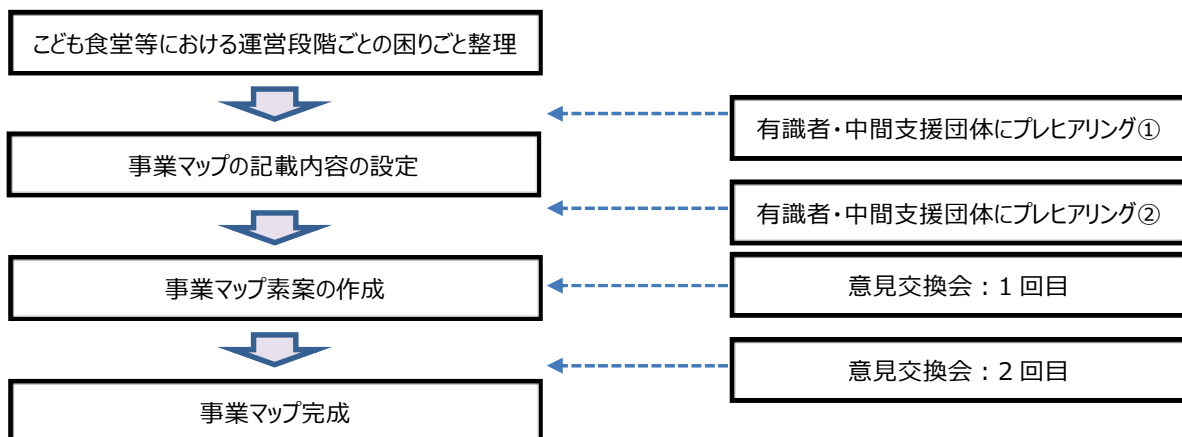 こども食堂等における運営段階ごとの困りごと整理
有識者・中間支援団体にプレヒアリング①
事業マップの記載内容の設定
有識者・中間支援団体にプレヒアリング②
事業マップ素案の作成
意見交換会：1回目
意見交換会：2回目
事業マップ完成